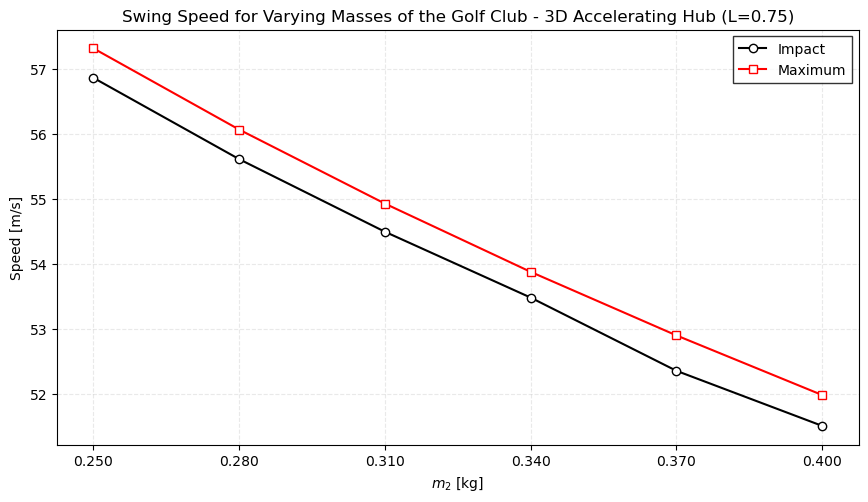 Swing Speed for Varying Masses of the Golf Club - 3D Accelerating Hub (L=0.75)
Impact
Maximum
57
56
55
54
53
52
Speed [m/s]
0.250 0.280 0.310 0.340 0.370 0.400
m₂ [kg]